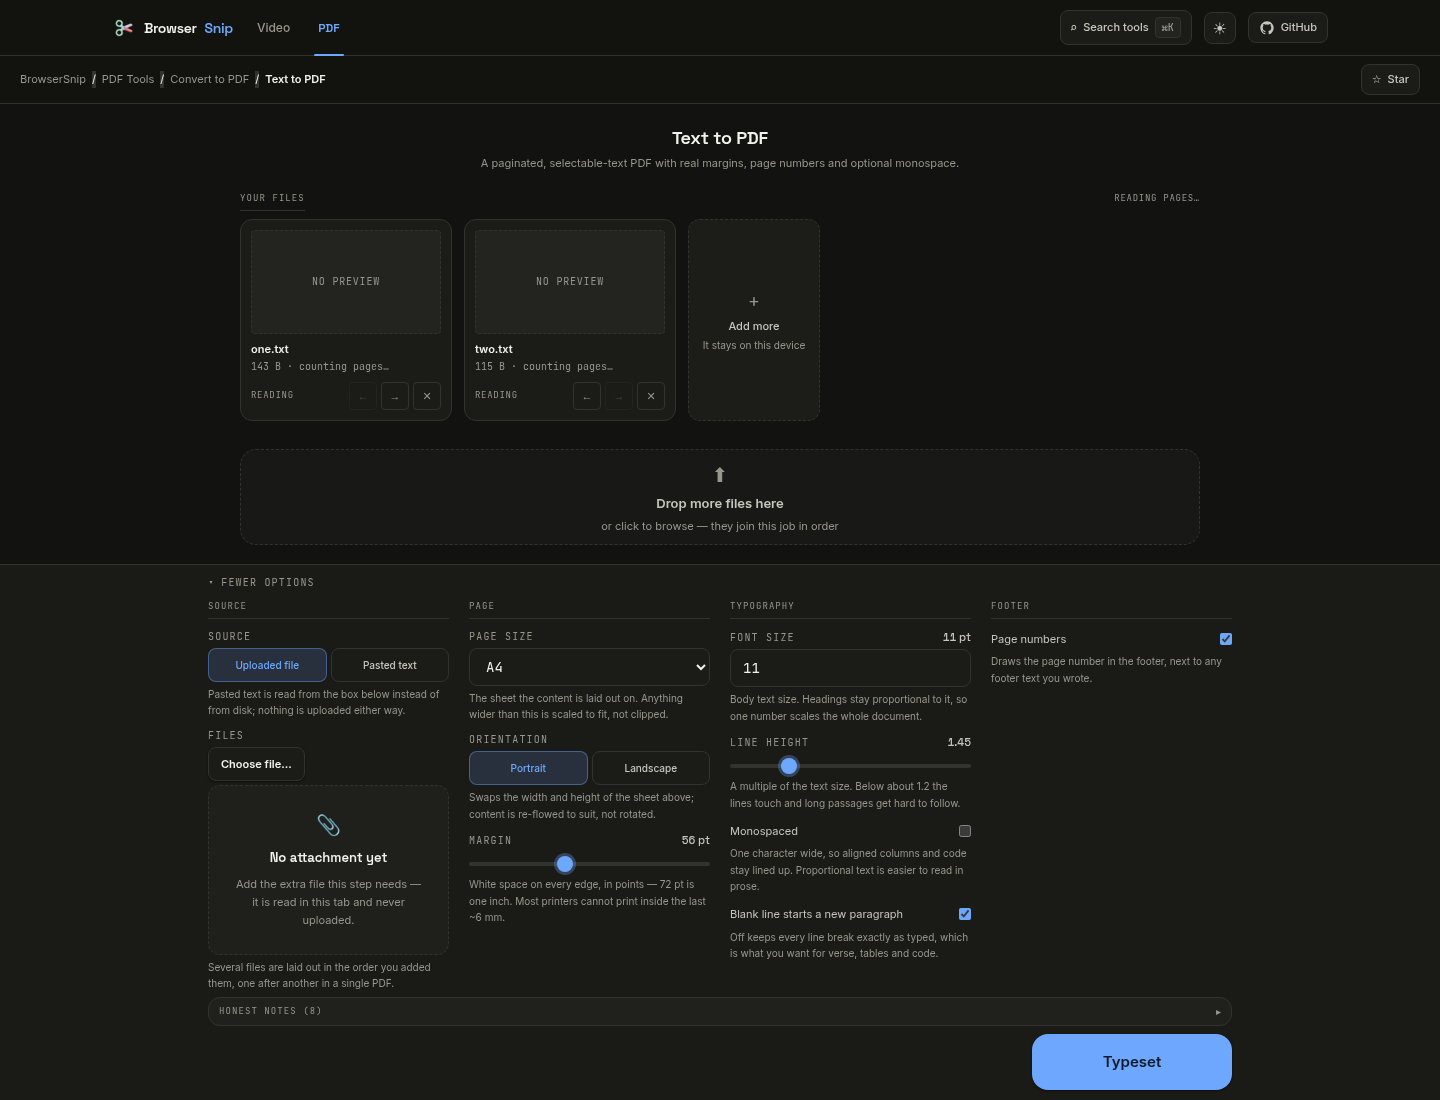 Browser Snip Video PDF
Search tools ⌘K
GitHub
BrowserSnip / PDF Tools / Convert to PDF / Text to PDF
☆ Star
Text to PDF
A paginated, selectable-text PDF with real margins, page numbers and optional monospace.
YOUR FILES
READING PAGES…
NO PREVIEW
one.txt
143 B · counting pages…
READING ← → ✕
NO PREVIEW
two.txt
115 B · counting pages…
READING ← → ✕
+
Add more
It stays on this device
Drop more files here
or click to browse — they join this job in order
FEWER OPTIONS
SOURCE
SOURCE
Uploaded file Pasted text
Pasted text is read from the box below instead of
from disk; nothing is uploaded either way.
FILES
Choose file…
No attachment yet
Add the extra file this step needs —
it is read in this tab and never
uploaded.
Several files are laid out in the order you added
them, one after another in a single PDF.
PAGE
PAGE SIZE
A4
The sheet the content is laid out on. Anything
wider than this is scaled to fit, not clipped.
ORIENTATION
Portrait Landscape
Swaps the width and height of the sheet above;
content is re-flowed to suit, not rotated.
MARGIN 56 pt
White space on every edge, in points — 72 pt is
one inch. Most printers cannot print inside the last
~6 mm.
TYPOGRAPHY
FONT SIZE 11 pt
11
Body text size. Headings stay proportional to it, so
one number scales the whole document.
LINE HEIGHT 1.45
A multiple of the text size. Below about 1.2 the
lines touch and long passages get hard to follow.
Monospaced
One character wide, so aligned columns and code
stay lined up. Proportional text is easier to read in
prose.
Blank line starts a new paragraph
Off keeps every line break exactly as typed, which
is what you want for verse, tables and code.
FOOTER
Page numbers
Draws the page number in the footer, next to any
footer text you wrote.
HONEST NOTES (8)
Typeset